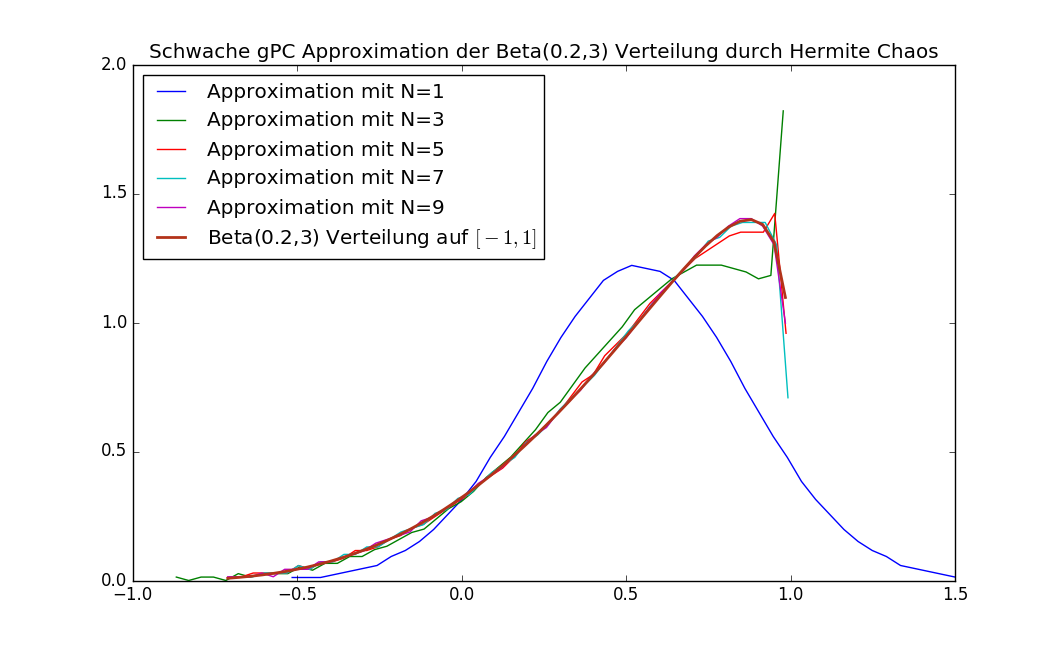 Schwache gPC Approximation der Beta(0.2,3) Verteilung durch Hermite Chaos
2.0
Approximation mit N=1
Approximation mit N=3
Approximation mit N=5
Approximation mit N=7
Approximation mit N=9
Beta(0.2,3) Verteilung auf [−1,1]
1.5
1.0
0.5
0.0
−1.0 −0.5 0.0 0.5 1.0 1.5